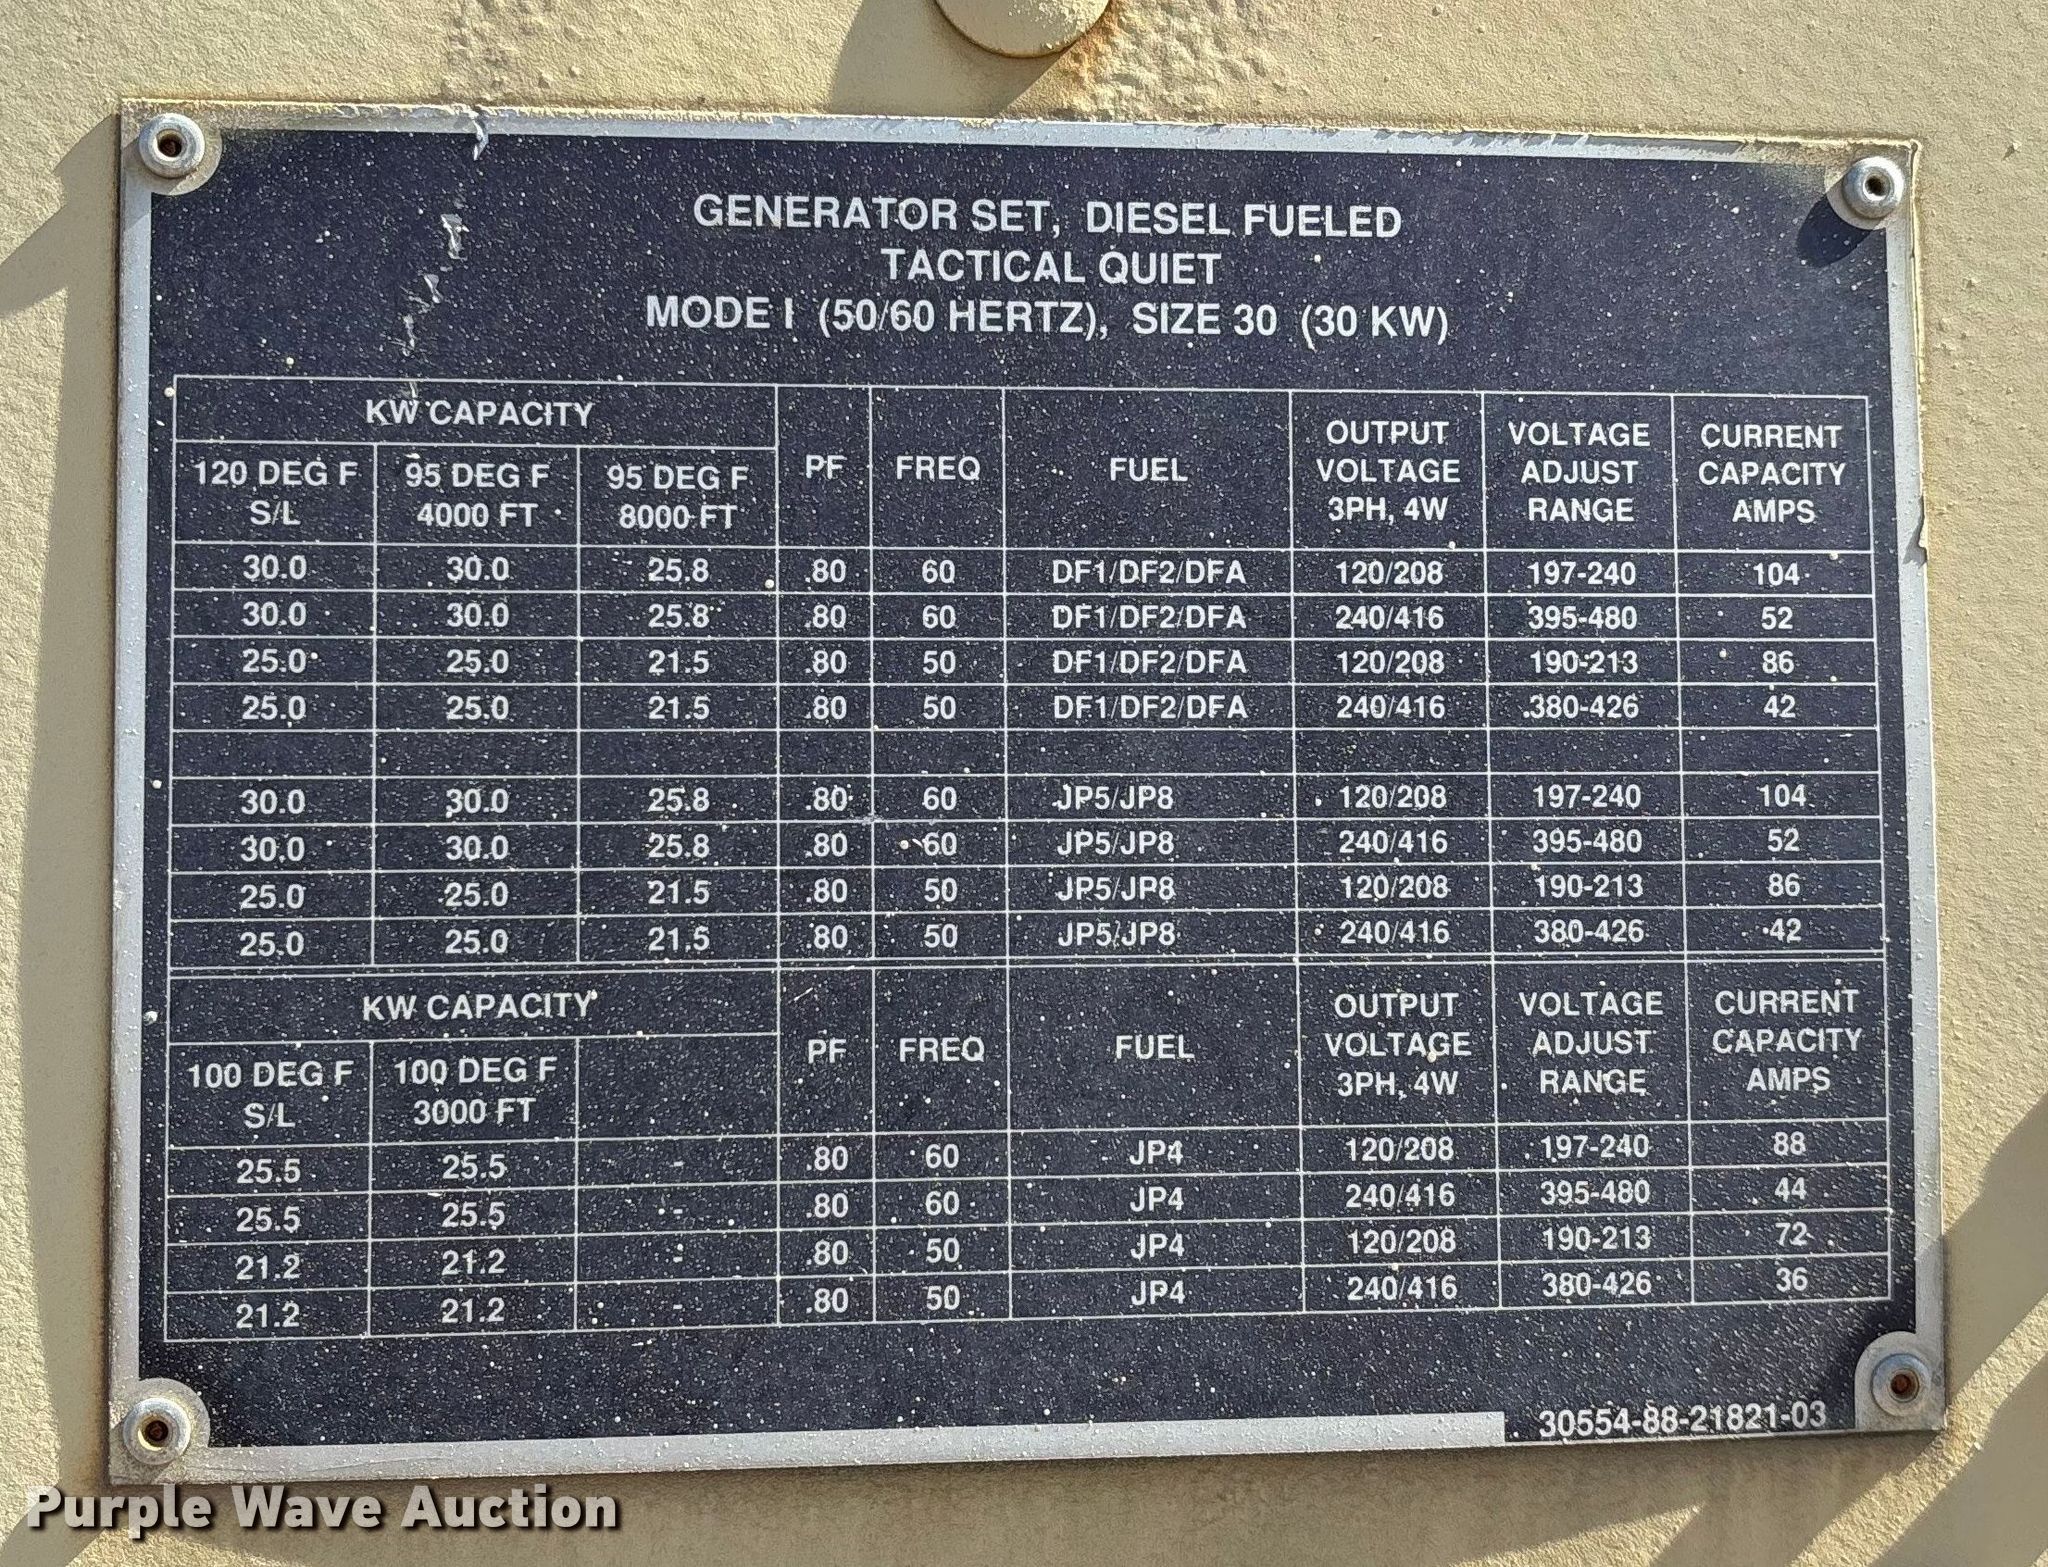 GENERATOR SET, DIESEL FUELED
TACTICAL QUIET
MODE I (50/60 HERTZ), SIZE 30 (30 KW)
KW CAPACITY PF FREQ FUEL OUTPUT VOLTAGE 3PH, 4W VOLTAGE ADJUST RANGE CURRENT CAPACITY AMPS
120 DEG F S/L 95 DEG F 4000 FT 95 DEG F 8000 FT
30.0 30.0 25.8 .80 60 DF1/DF2/DFA 120/208 197-240 104
30.0 30.0 25.8 .80 60 DF1/DF2/DFA 240/416 395-480 52
25.0 25.0 21.5 .80 50 DF1/DF2/DFA 120/208 190-213 86
25.0 25.0 21.5 .80 50 DF1/DF2/DFA 240/416 380-426 42
30.0 30.0 25.8 .80 60 JP5/JP8 120/208 197-240 104
30.0 30.0 25.8 .80 60 JP5/JP8 240/416 395-480 52
25.0 25.0 21.5 .80 50 JP5/JP8 120/208 190-213 86
25.0 25.0 21.5 .80 50 JP5/JP8 240/416 380-426 42
KW CAPACITY PF FREQ FUEL OUTPUT VOLTAGE 3PH, 4W VOLTAGE ADJUST RANGE CURRENT CAPACITY AMPS
100 DEG F S/L 100 DEG F 3000 FT
25.5 25.5 - .80 60 JP4 120/208 197-240 88
25.5 25.5 - .80 60 JP4 240/416 395-480 44
21.2 21.2 - .80 50 JP4 120/208 190-213 72
21.2 21.2 - .80 50 JP4 240/416 380-426 36
30554-88-21821-03
Purple Wave Auction